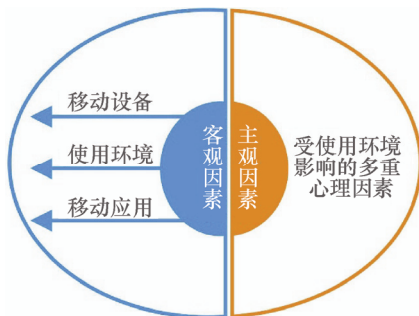 移动设备
使用环境
移动应用
客观因素
主观因素
受使用环境
影响的多重
心理因素